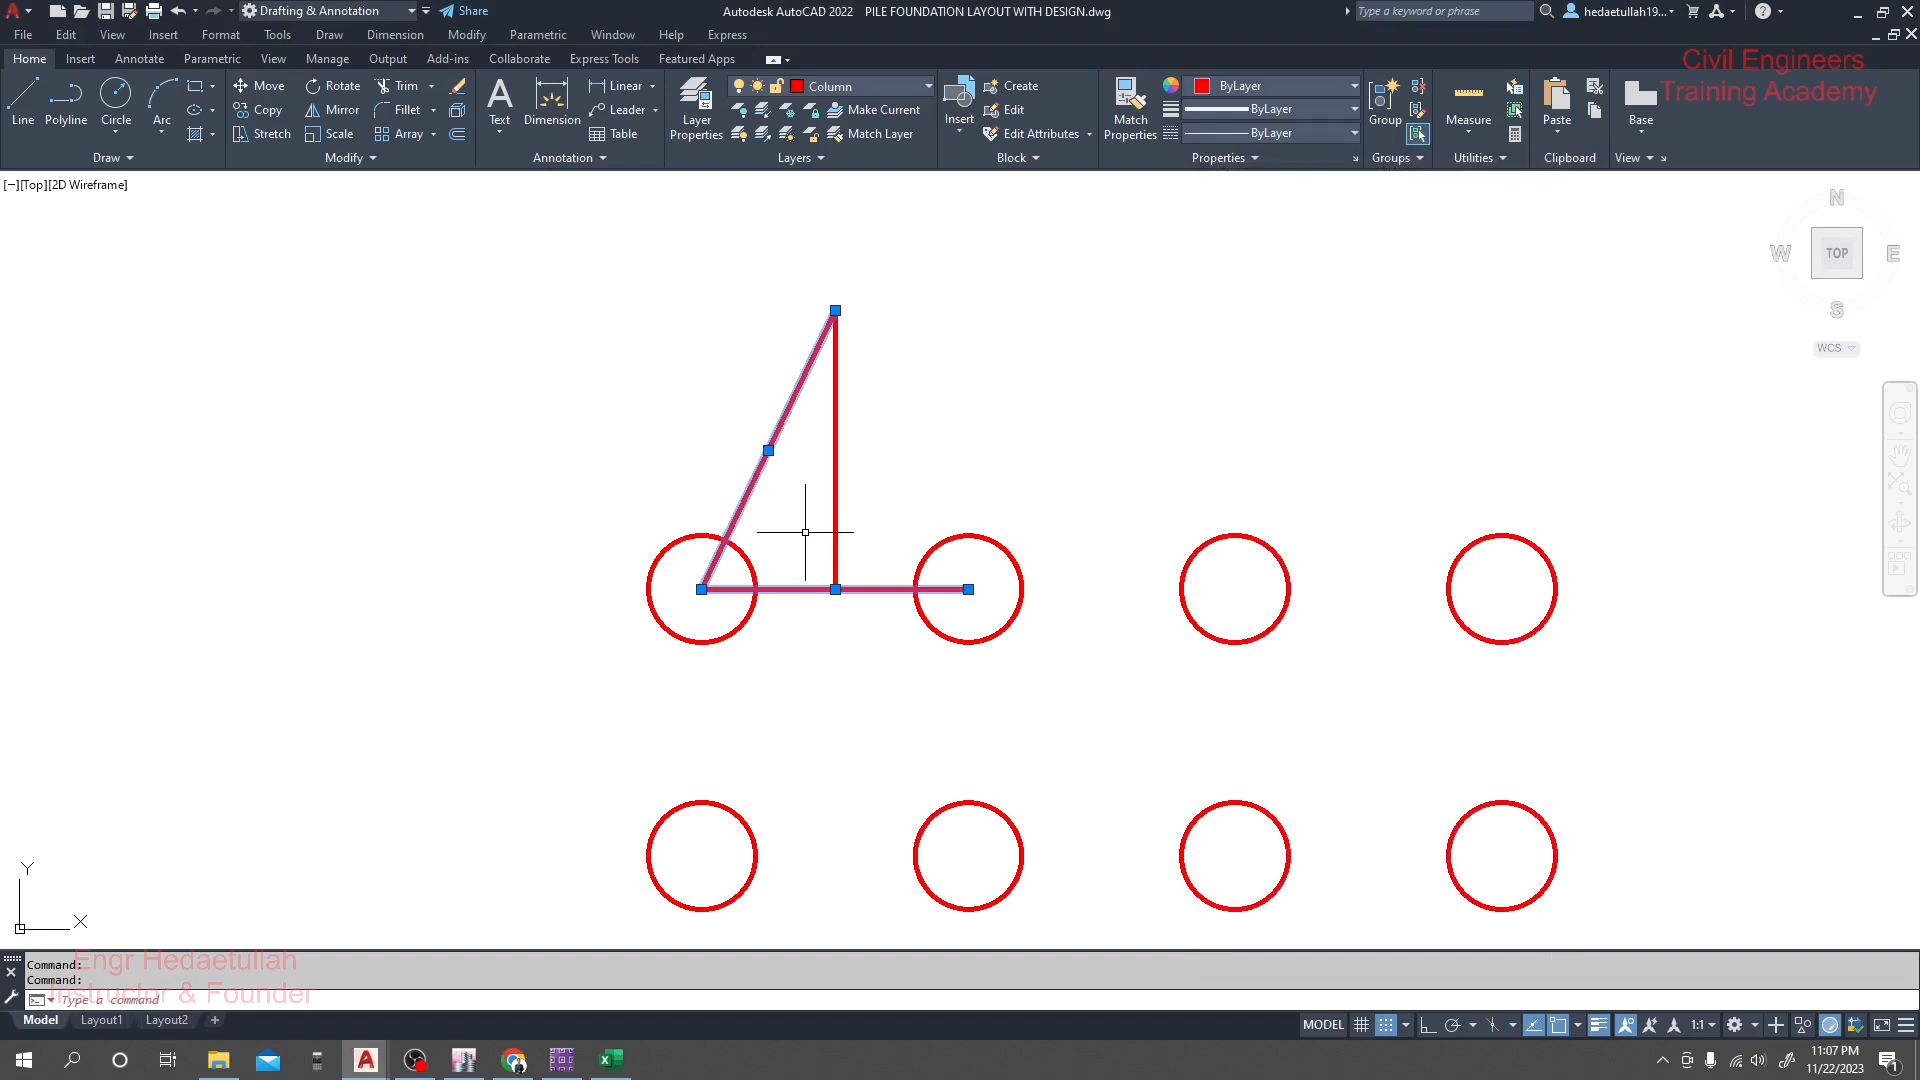 Drafting & Annotation
Share
Autodesk AutoCAD 2022 PILE FOUNDATION LAYOUT WITH DESIGN.dwg
Type a keyword or phrase
hedaetullah19...
File Edit View Insert Format Tools Draw Dimension Modify Parametric Window Help Express
Home Insert Annotate Parametric View Manage Output Add-ins Collaborate Express Tools Featured Apps
Civil Engineers
Training Academy
Line Polyline Circle Arc
Draw
Move Rotate Trim
Copy Mirror Fillet
Stretch Scale Array
Modify
Text Dimension
Linear
Leader
Table
Annotation
Layer Properties
Column
Make Current
Match Layer
Layers
Insert
Create
Edit
Edit Attributes
Block
Match Properties
ByLayer
ByLayer
ByLayer
Properties
Group
Groups
Measure
Utilities
Paste
Clipboard
Base
View
[−][Top][2D Wireframe]
N
W TOP E
S
WCS
Y
X
Command:
Command:
Type a command
Engr Hedaetullah
Instructor & Founder
Model Layout1 Layout2 +
MODEL
1:1
11:07 PM
11/22/2023
1